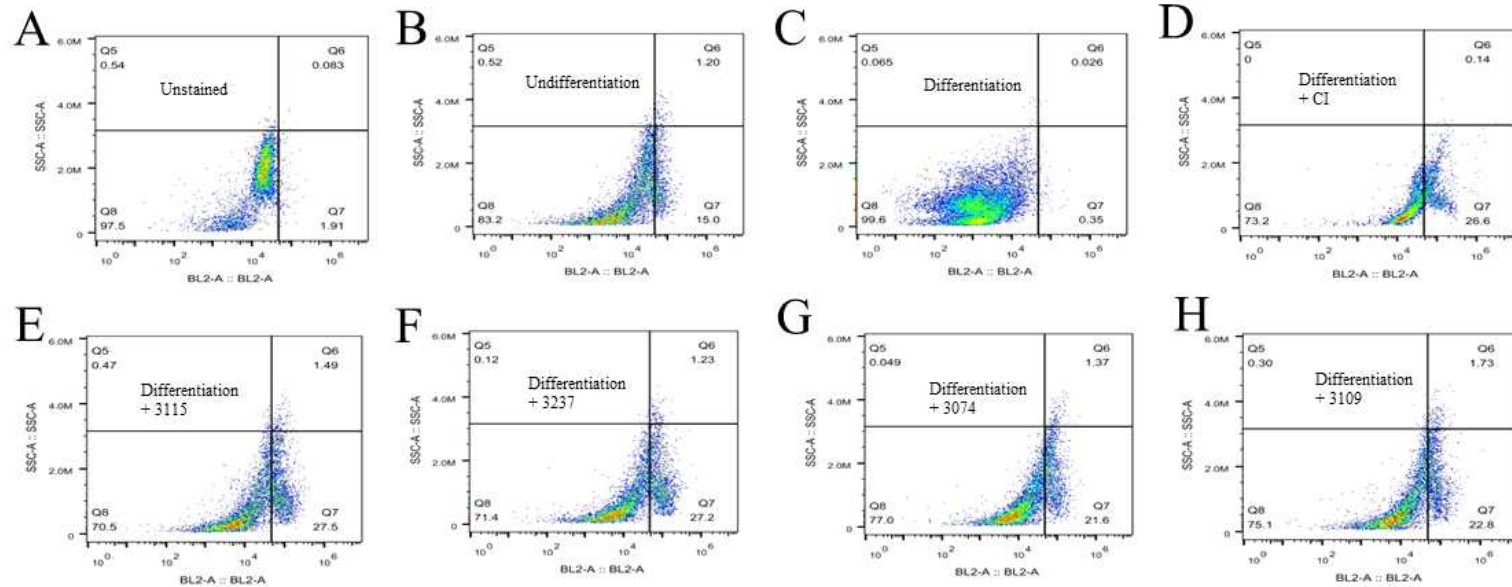 A
6.0M
4.0M
2.0M
0
SSC-A :: SSC-A
Q5
0.54
Q6
0.083
Unstained
Q8
97.5
Q7
1.91
10^0
10^2
10^4
10^6
BL2-A :: BL2-A
B
6.0M
4.0M
2.0M
0
SSC-A :: SSC-A
Q5
0.52
Q6
1.20
Undifferentiation
Q8
83.2
Q7
15.0
10^0
10^2
10^4
10^6
BL2-A :: BL2-A
C
6.0M
4.0M
2.0M
0
SSC-A :: SSC-A
Q5
0.065
Q6
0.026
Differentiation
Q8
99.6
Q7
0.35
10^0
10^2
10^4
10^6
BL2-A :: BL2-A
D
6.0M
4.0M
2.0M
0
SSC-A :: SSC-A
Q5
0
Q6
0.14
Differentiation
+ CI
Q8
73.2
Q7
26.6
10^0
10^2
10^4
10^6
BL2-A :: BL2-A
E
6.0M
4.0M
2.0M
0
SSC-A :: SSC-A
Q5
0.47
Q6
1.49
Differentiation
+ 3115
Q8
70.5
Q7
27.5
10^0
10^2
10^4
10^6
BL2-A :: BL2-A
F
6.0M
4.0M
2.0M
0
SSC-A :: SSC-A
Q5
0.12
Q6
1.23
Differentiation
+ 3237
Q8
71.4
Q7
27.2
10^0
10^2
10^4
10^6
BL2-A :: BL2-A
G
6.0M
4.0M
2.0M
0
SSC-A :: SSC-A
Q5
0.049
Q6
1.37
Differentiation
+ 3074
Q8
77.0
Q7
21.6
10^0
10^2
10^4
10^6
BL2-A :: BL2-A
H
6.0M
4.0M
2.0M
0
SSC-A :: SSC-A
Q5
0.30
Q6
1.73
Differentiation
+ 3109
Q8
75.1
Q7
22.8
10^0
10^2
10^4
10^6
BL2-A :: BL2-A